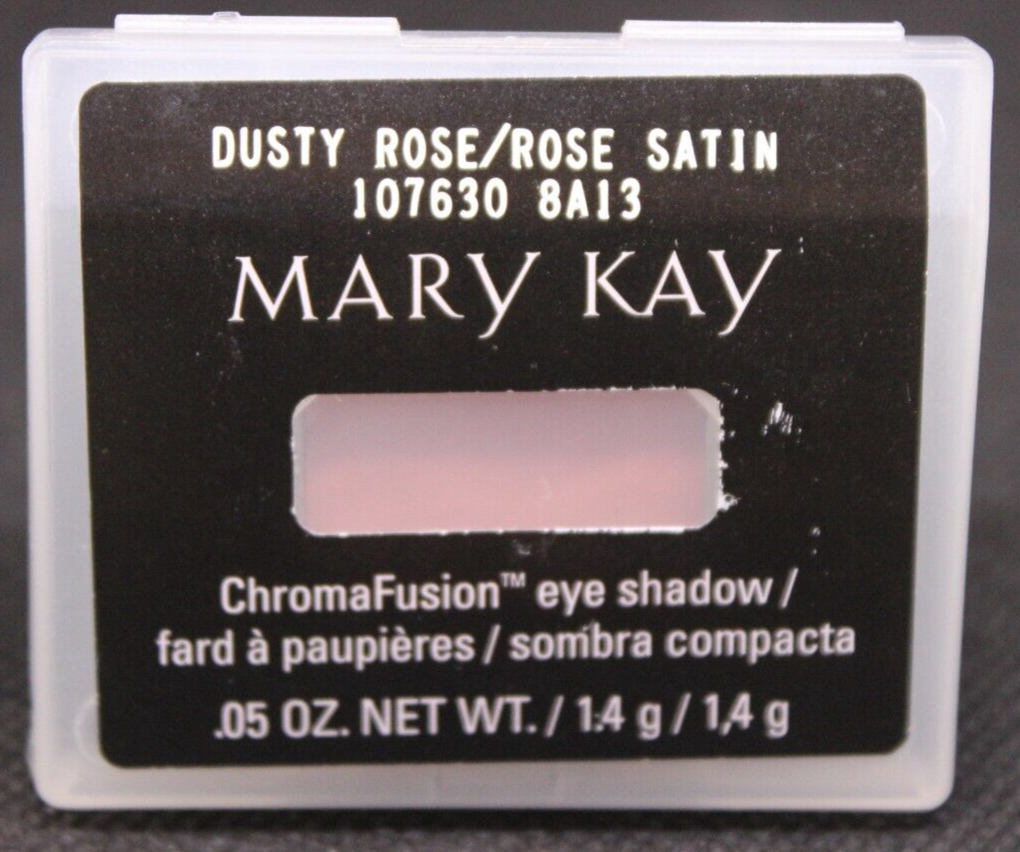 DUSTY ROSE/ROSE SATIN
107630 8A13
MARY KAY
ChromaFusion™ eye shadow /
fard à paupières / sombra compacta
.05 OZ. NET WT. / 1.4 g / 1,4 g